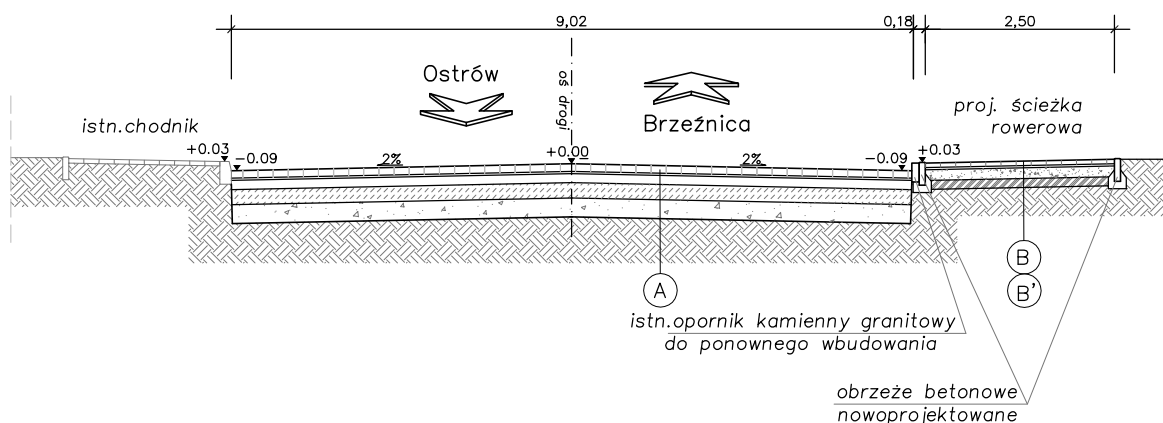 9,02
0,18
2,50
Ostrów
oś drogi
Brzeźnica
proj. ścieżka
rowerowa
istn.chodnik
+0.03
-0.09
2%
+0.00
2%
-0.09
+0.03
A
B
B'
istn.opornik kamienny granitowy
do ponownego wbudowania
obrzeże betonowe
nowoprojektowane